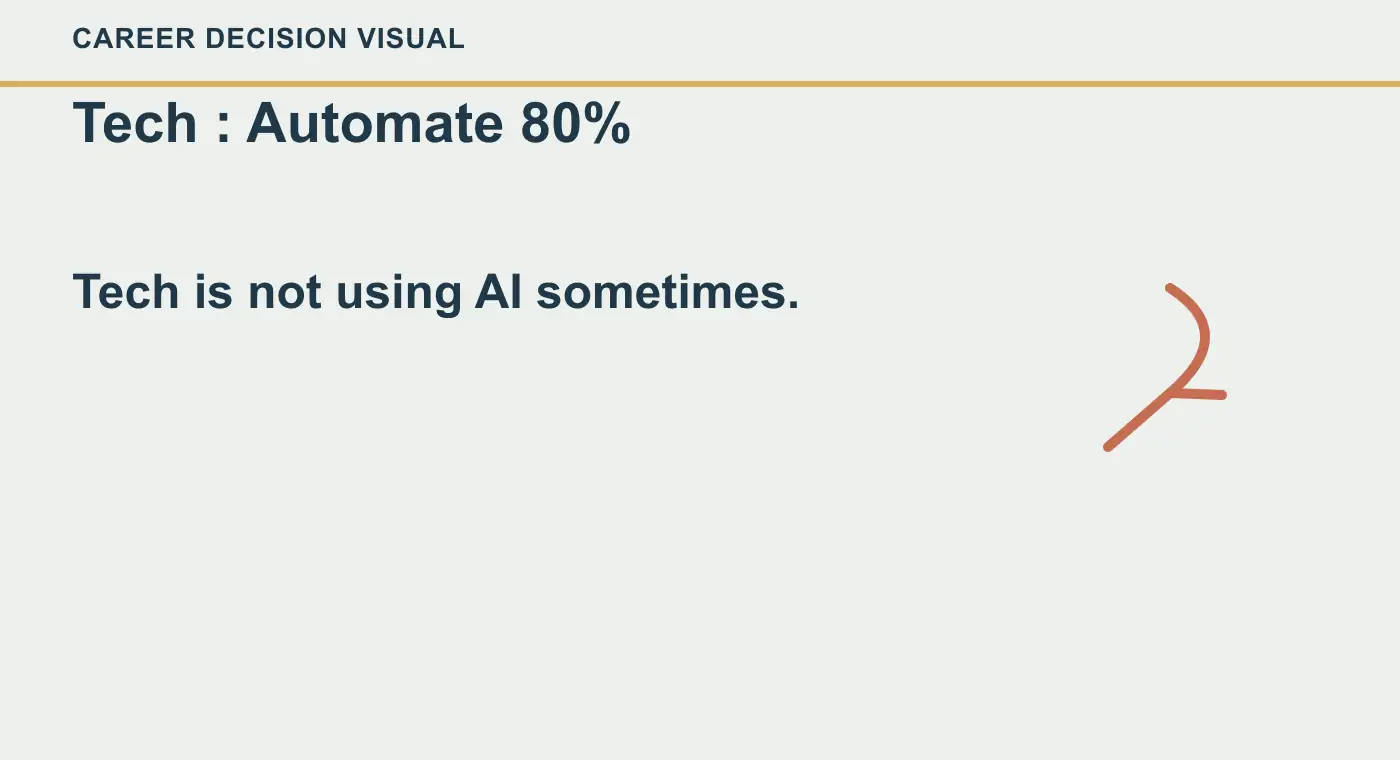 CAREER DECISION VISUAL
Tech : Automate 80%
Tech is not using AI sometimes.